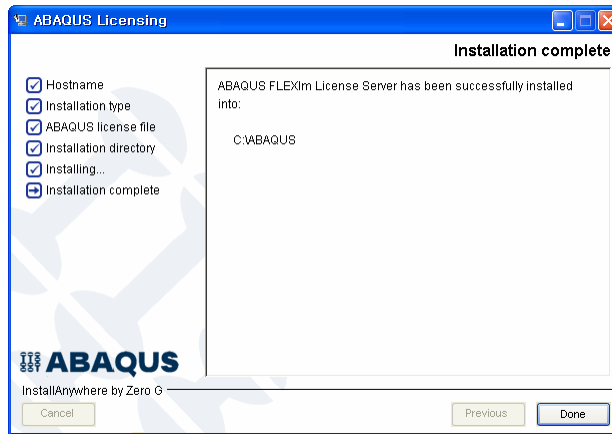 ABAQUS Licensing
Installation complete
Hostname
Installation type
ABAQUS license file
Installation directory
Installing...
Installation complete
ABAQUS FLEXlm License Server has been successfully installed
into:
C:\ABAQUS
ABAQUS
InstallAnywhere by Zero G
Cancel
Previous
Done